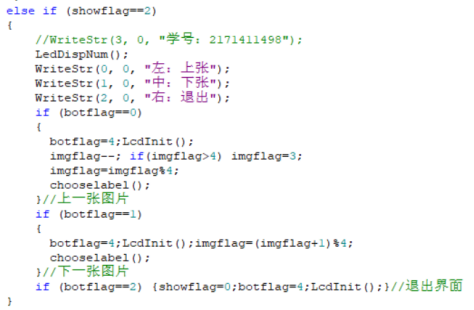 else if (showflag==2)
{
//WriteStr(3, 0, "学号：2171411498");
LedDispNum();
WriteStr(0, 0, "左：上张");
WriteStr(1, 0, "中：下张");
WriteStr(2, 0, "右：退出");
if (botflag==0)
{
botflag=4;LcdInit();
imgflag--; if(imgflag>4) imgflag=3;
imgflag=imgflag%4;
chooselabel();
}//上一张图片
if (botflag==1)
{
botflag=4;LcdInit();imgflag=(imgflag+1)%4;
chooselabel();
}//下一张图片
if (botflag==2) {showflag=0;botflag=4;LcdInit();}//退出界面
}